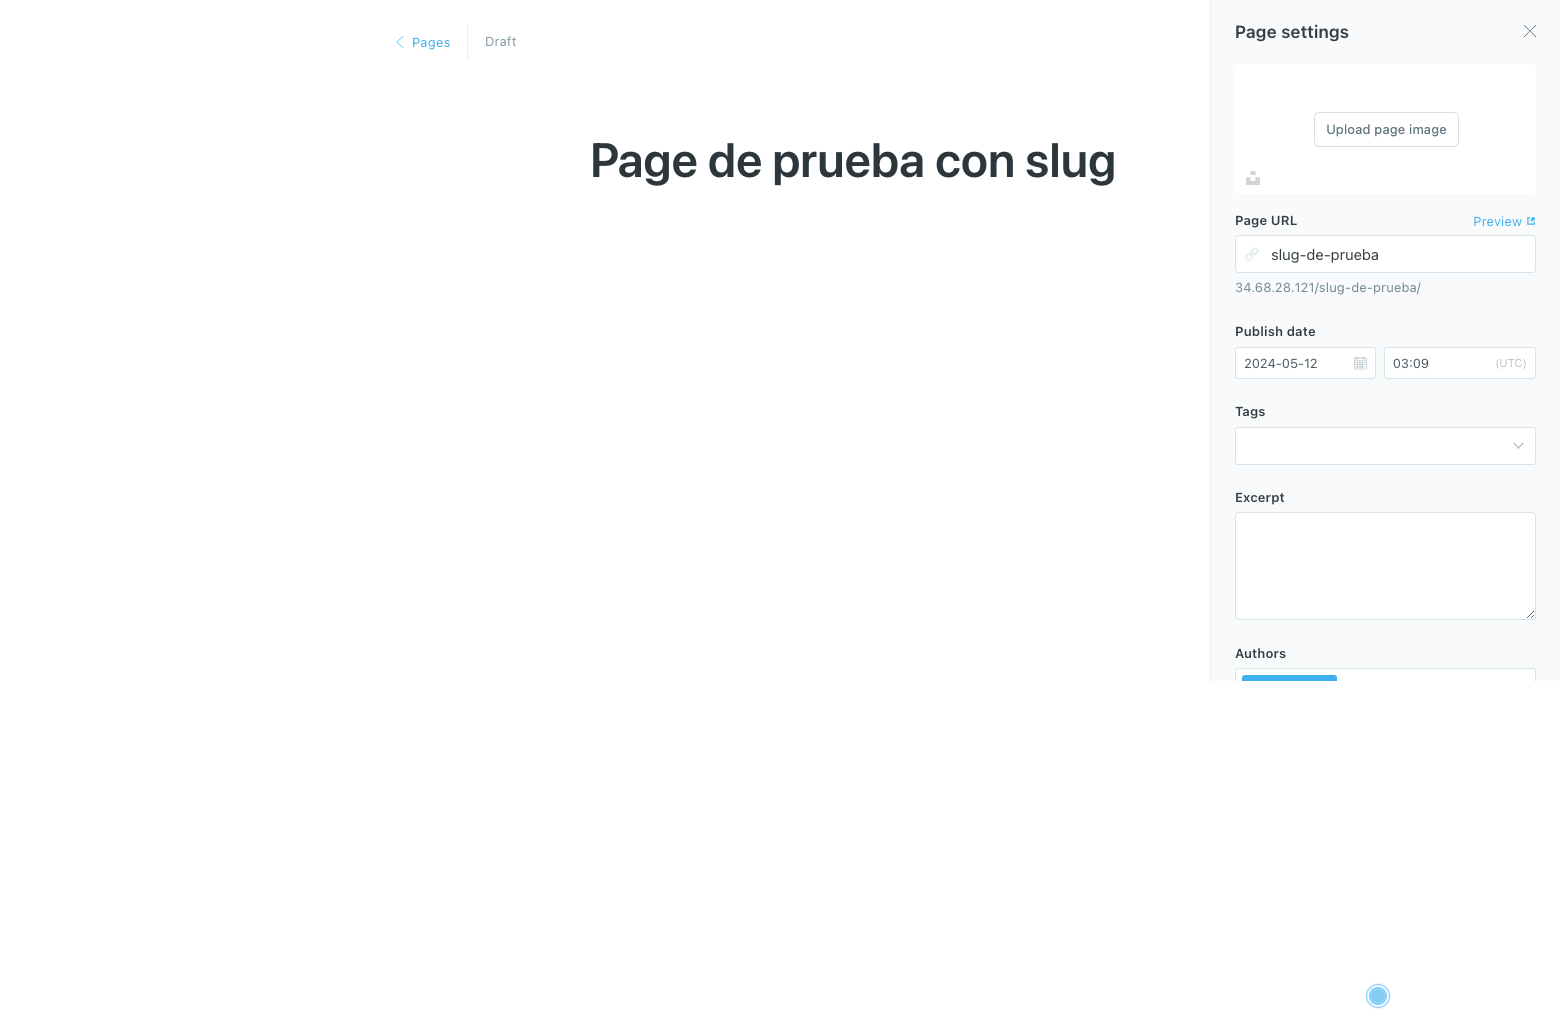 Pages
Draft
Page de prueba con slug
Page settings
Upload page image
Page URL
Preview
slug-de-prueba
34.68.28.121/slug-de-prueba/
Publish date
2024-05-12
03:09
(UTC)
Tags
Excerpt
Authors